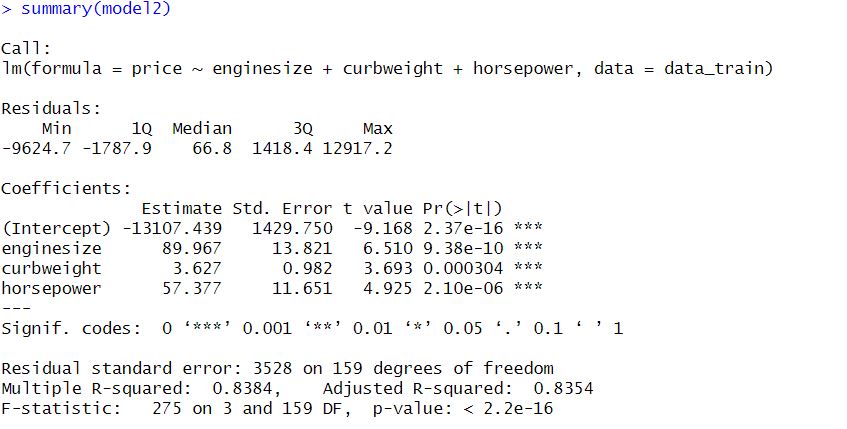 > summary(model2)
Call:
lm(formula = price ~ enginesize + curbweight + horsepower, data = data_train)
Residuals:
    Min      1Q  Median      3Q     Max
-9624.7 -1787.9    66.8  1418.4 12917.2
Coefficients:
              Estimate Std. Error t value Pr(>|t|)
(Intercept) -13107.439   1429.750  -9.168 2.37e-16 ***
enginesize      89.967     13.821   6.510 9.38e-10 ***
curbweight       3.627      0.982   3.693 0.000304 ***
horsepower      57.377     11.651   4.925 2.10e-06 ***
---
Signif. codes:  0 ‘***’ 0.001 ‘**’ 0.01 ‘*’ 0.05 ‘.’ 0.1 ‘ ’ 1
Residual standard error: 3528 on 159 degrees of freedom
Multiple R-squared:  0.8384,    Adjusted R-squared:  0.8354
F-statistic:   275 on 3 and 159 DF,  p-value: < 2.2e-16